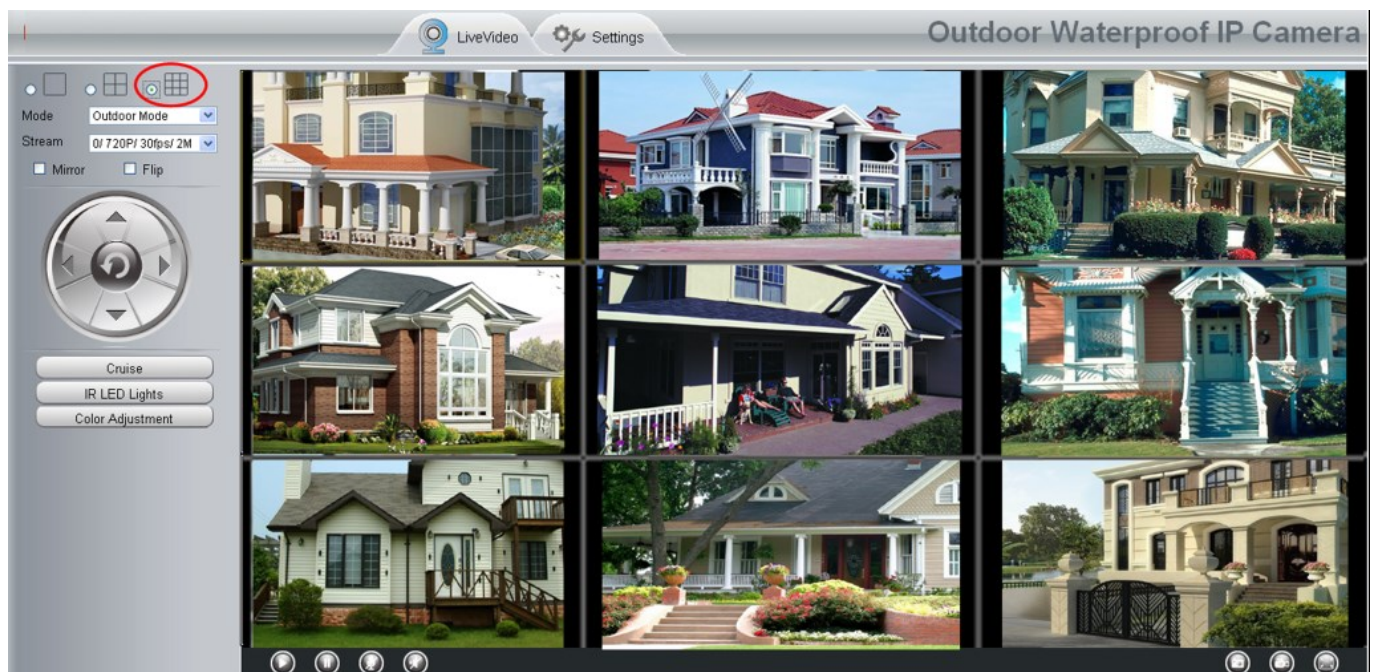 LiveVideo
Settings
Outdoor Waterproof IP Camera
Mode
Outdoor Mode
Stream
0/ 720P/ 30fps/ 2M
Mirror
Flip
Cruise
IR LED Lights
Color Adjustment